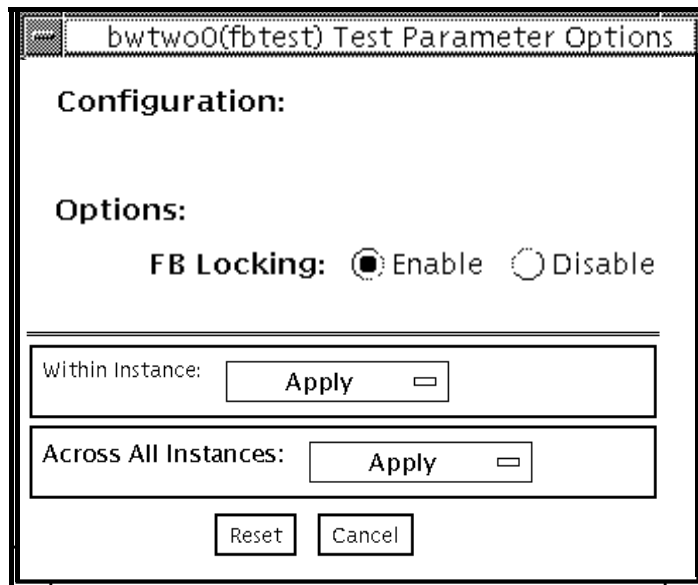 bwtwo0(fbtest) Test Parameter Options
Configuration:
Options:
FB Locking: Enable Disable
Within Instance: Apply
Across All Instances: Apply
Reset Cancel